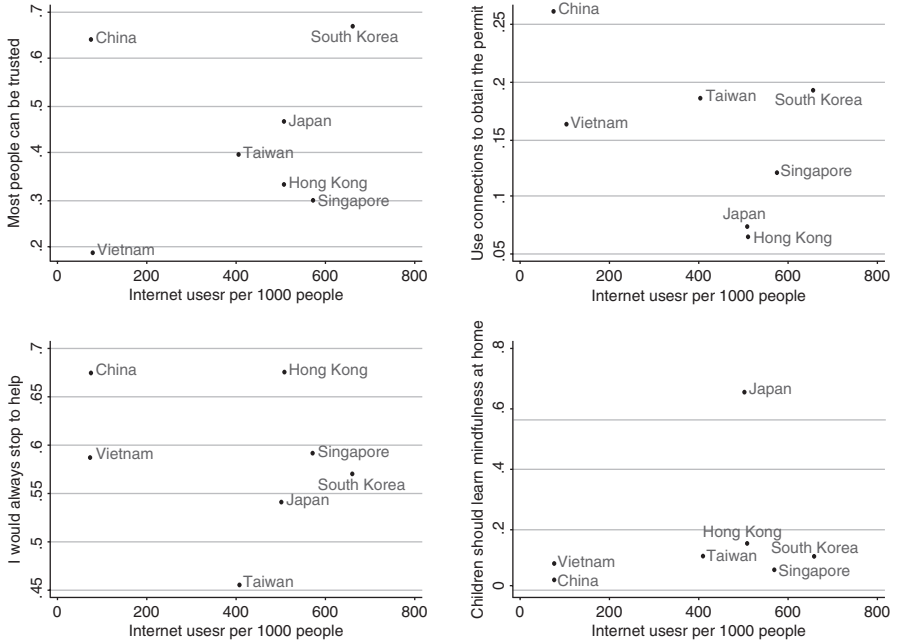 Most people can be trusted
.7
.6
.5
.4
.3
.2
China
South Korea
Japan
Taiwan
Hong Kong
Singapore
Vietnam
0 200 400 600 800
Internet usesr per 1000 people
Use connections to obtain the permit
.25
.2
.15
.1
.05
China
Taiwan
South Korea
Vietnam
Singapore
Japan
Hong Kong
0 200 400 600 800
Internet usesr per 1000 people
I would always stop to help
.7
.65
.6
.55
.5
.45
China
Hong Kong
Vietnam
Singapore
South Korea
Japan
Taiwan
0 200 400 600 800
Internet usesr per 1000 people
Children should learn mindfulness at home
.8
.6
.4
.2
0
Japan
Hong Kong
South Korea
Taiwan
Vietnam
Singapore
China
0 200 400 600 800
Internet usesr per 1000 people